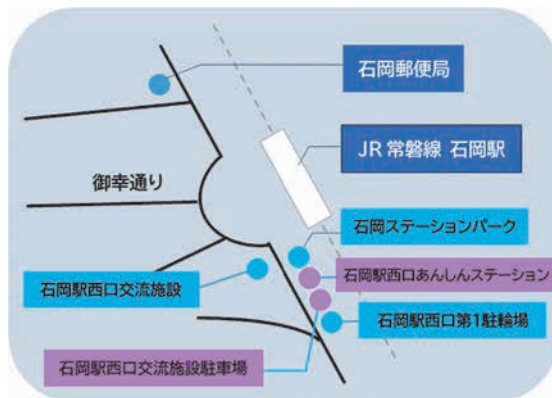 石岡郵便局
JR 常磐線 石岡駅
御幸通り
石岡ステーションパーク
石岡駅西口あんしんステーション
石岡駅西口交流施設
石岡駅西口第1駐輪場
石岡駅西口交流施設駐車場